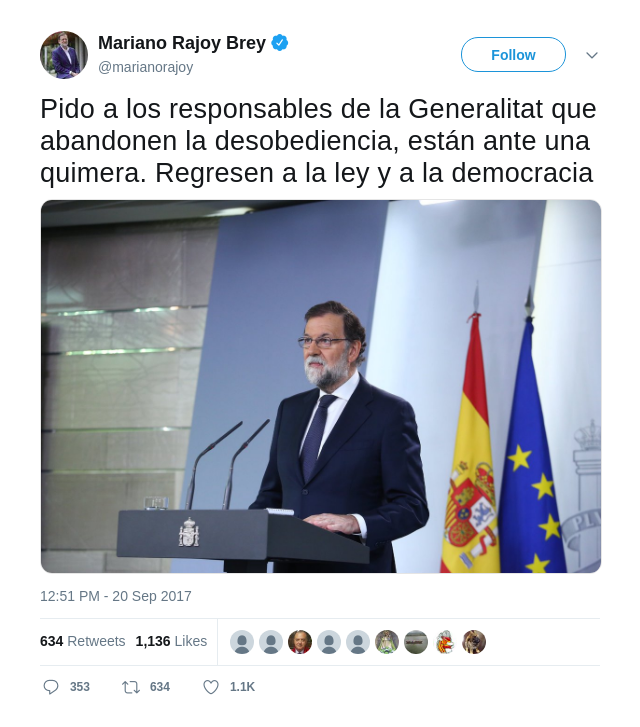 Mariano Rajoy Brey
@marianorajoy
Follow
Pido a los responsables de la Generalitat que
abandonen la desobediencia, están ante una
quimera. Regresen a la ley y a la democracia
12:51 PM - 20 Sep 2017
634 Retweets 1,136 Likes
353 634 1.1K